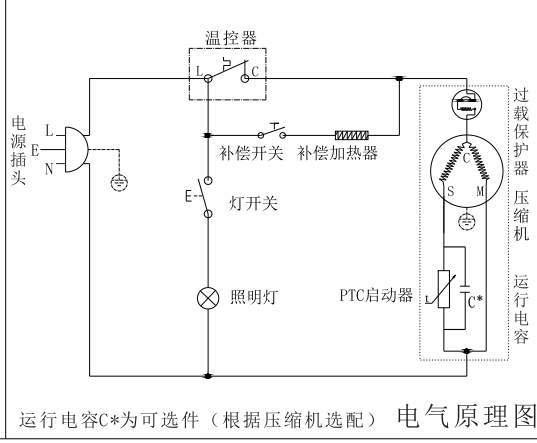 温控器
L
C
电源插头
L
E
N
补偿开关
补偿加热器
过载保护器
C
S
M
压缩机
E
灯开关
照明灯
PTC启动器
C*
运行电容
运行电容C*为可选件（根据压缩机选配）
电气原理图